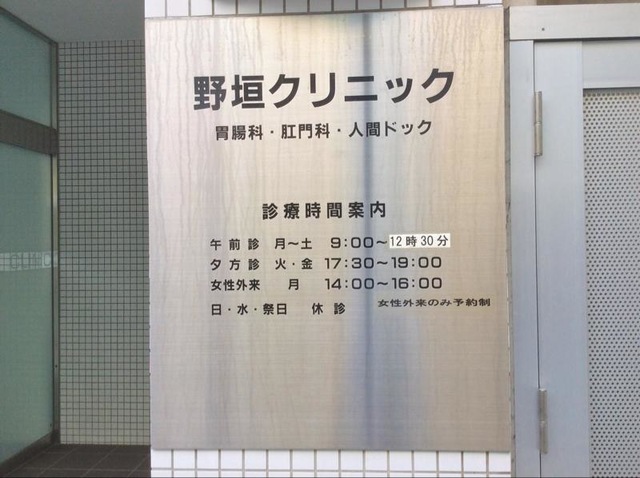 野垣クリニック
胃腸科・肛門科・人間ドック
診療時間案内
午前診 月～土 9:00～12時30分
夕方診 火・金 17:30～19:00
女性外来 月 14:00～16:00
日・水・祭日 休診 女性外来のみ予約制